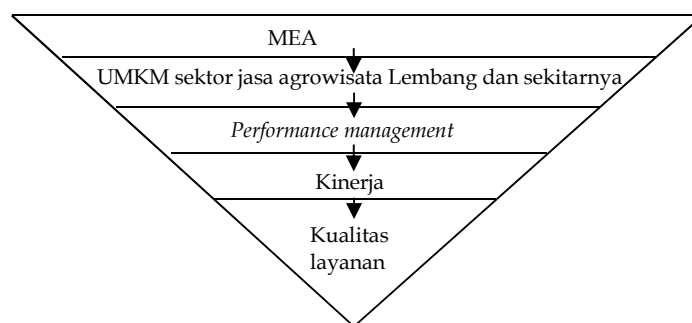 MEA
UMKM sektor jasa agrowisata Lembang dan sekitarnya
Performance management
Kinerja
Kualitas
layanan